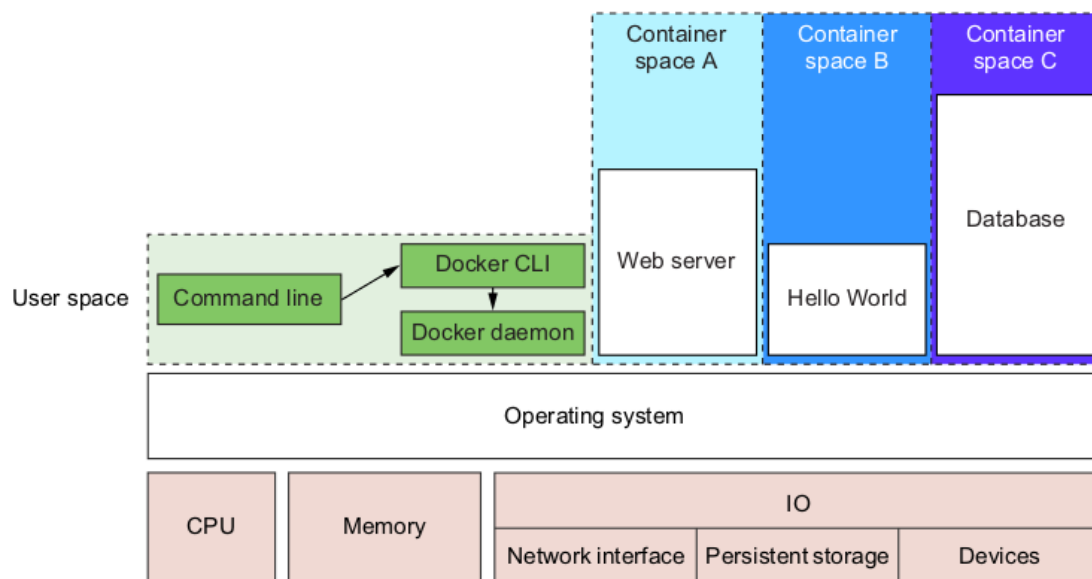 Container
space A
Container
space B
Container
space C
Database
Web server
Docker CLI
User space
Command line
Hello World
Docker daemon
Operating system
CPU
Memory
IO
Network interface
Persistent storage
Devices